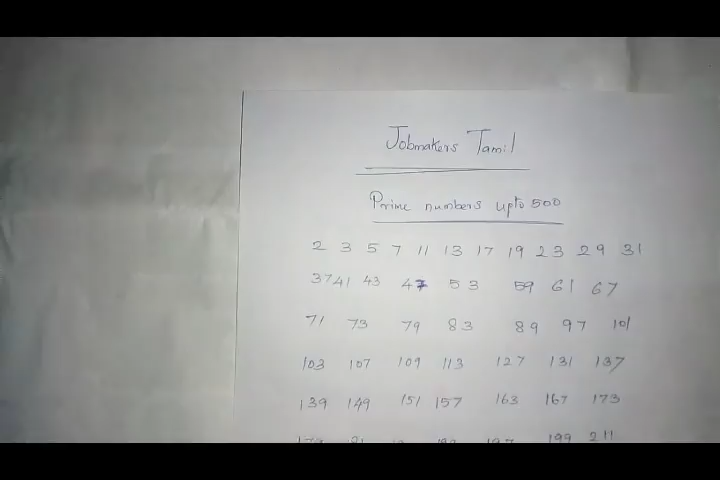 Jobmakers Tamil
Prime numbers upto 500
2 3 5 7 11 13 17 19 23 29 31
37 41 43 47 53 59 61 67
71 73 79 83 89 97 101
103 107 109 113 127 131 137
139 149 151 157 163 167 173
199 211